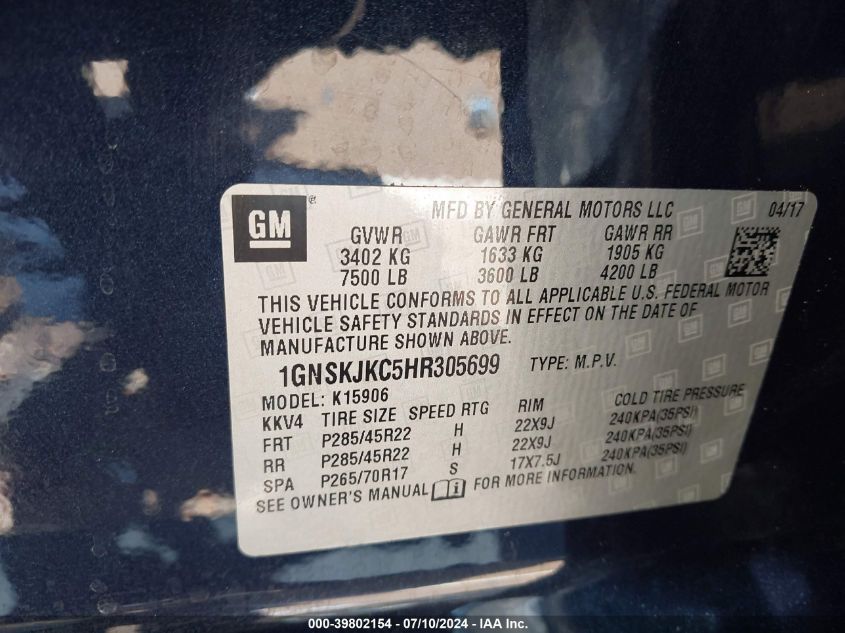 GM ®
MFD BY GENERAL MOTORS LLC 04/17
GVWR GAWR FRT GAWR RR
3402 KG 1633 KG 1905 KG
7500 LB 3600 LB 4200 LB
THIS VEHICLE CONFORMS TO ALL APPLICABLE U.S. FEDERAL MOTOR
VEHICLE SAFETY STANDARDS IN EFFECT ON THE DATE OF
MANUFACTURE SHOWN ABOVE.
1GNSKJKC5HR305699 TYPE: M.P.V.
MODEL: K15906
KKV4 TIRE SIZE SPEED RTG RIM COLD TIRE PRESSURE
FRT P285/45R22 H 22X9J 240KPA(35PSI)
RR P285/45R22 H 22X9J 240KPA(35PSI)
SPA P265/70R17 S 17X7.5J 240KPA(35PSI)
SEE OWNER'S MANUAL FOR MORE INFORMATION.
000-39802154 - 07/10/2024 - IAA Inc.